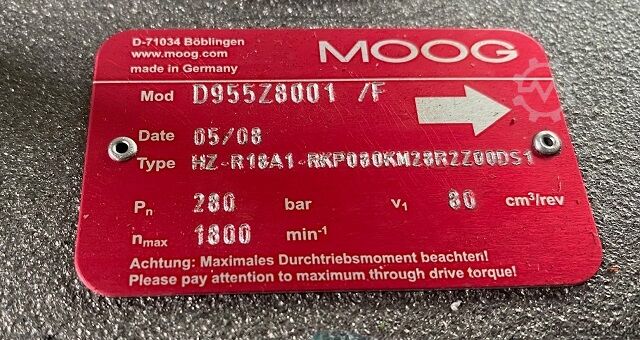 D-71034 Böblingen
www.moog.com
made in Germany
MOOG
Mod D955Z8001 /F
Date 05/08
Type HZ-R18A1-RKP080KM28R2Z00DS1
Pn 280 bar V1 80 cm³/rev
nmax 1800 min-1
Achtung: Maximales Durchtriebsmoment beachten!
Please pay attention to maximum through drive torque!